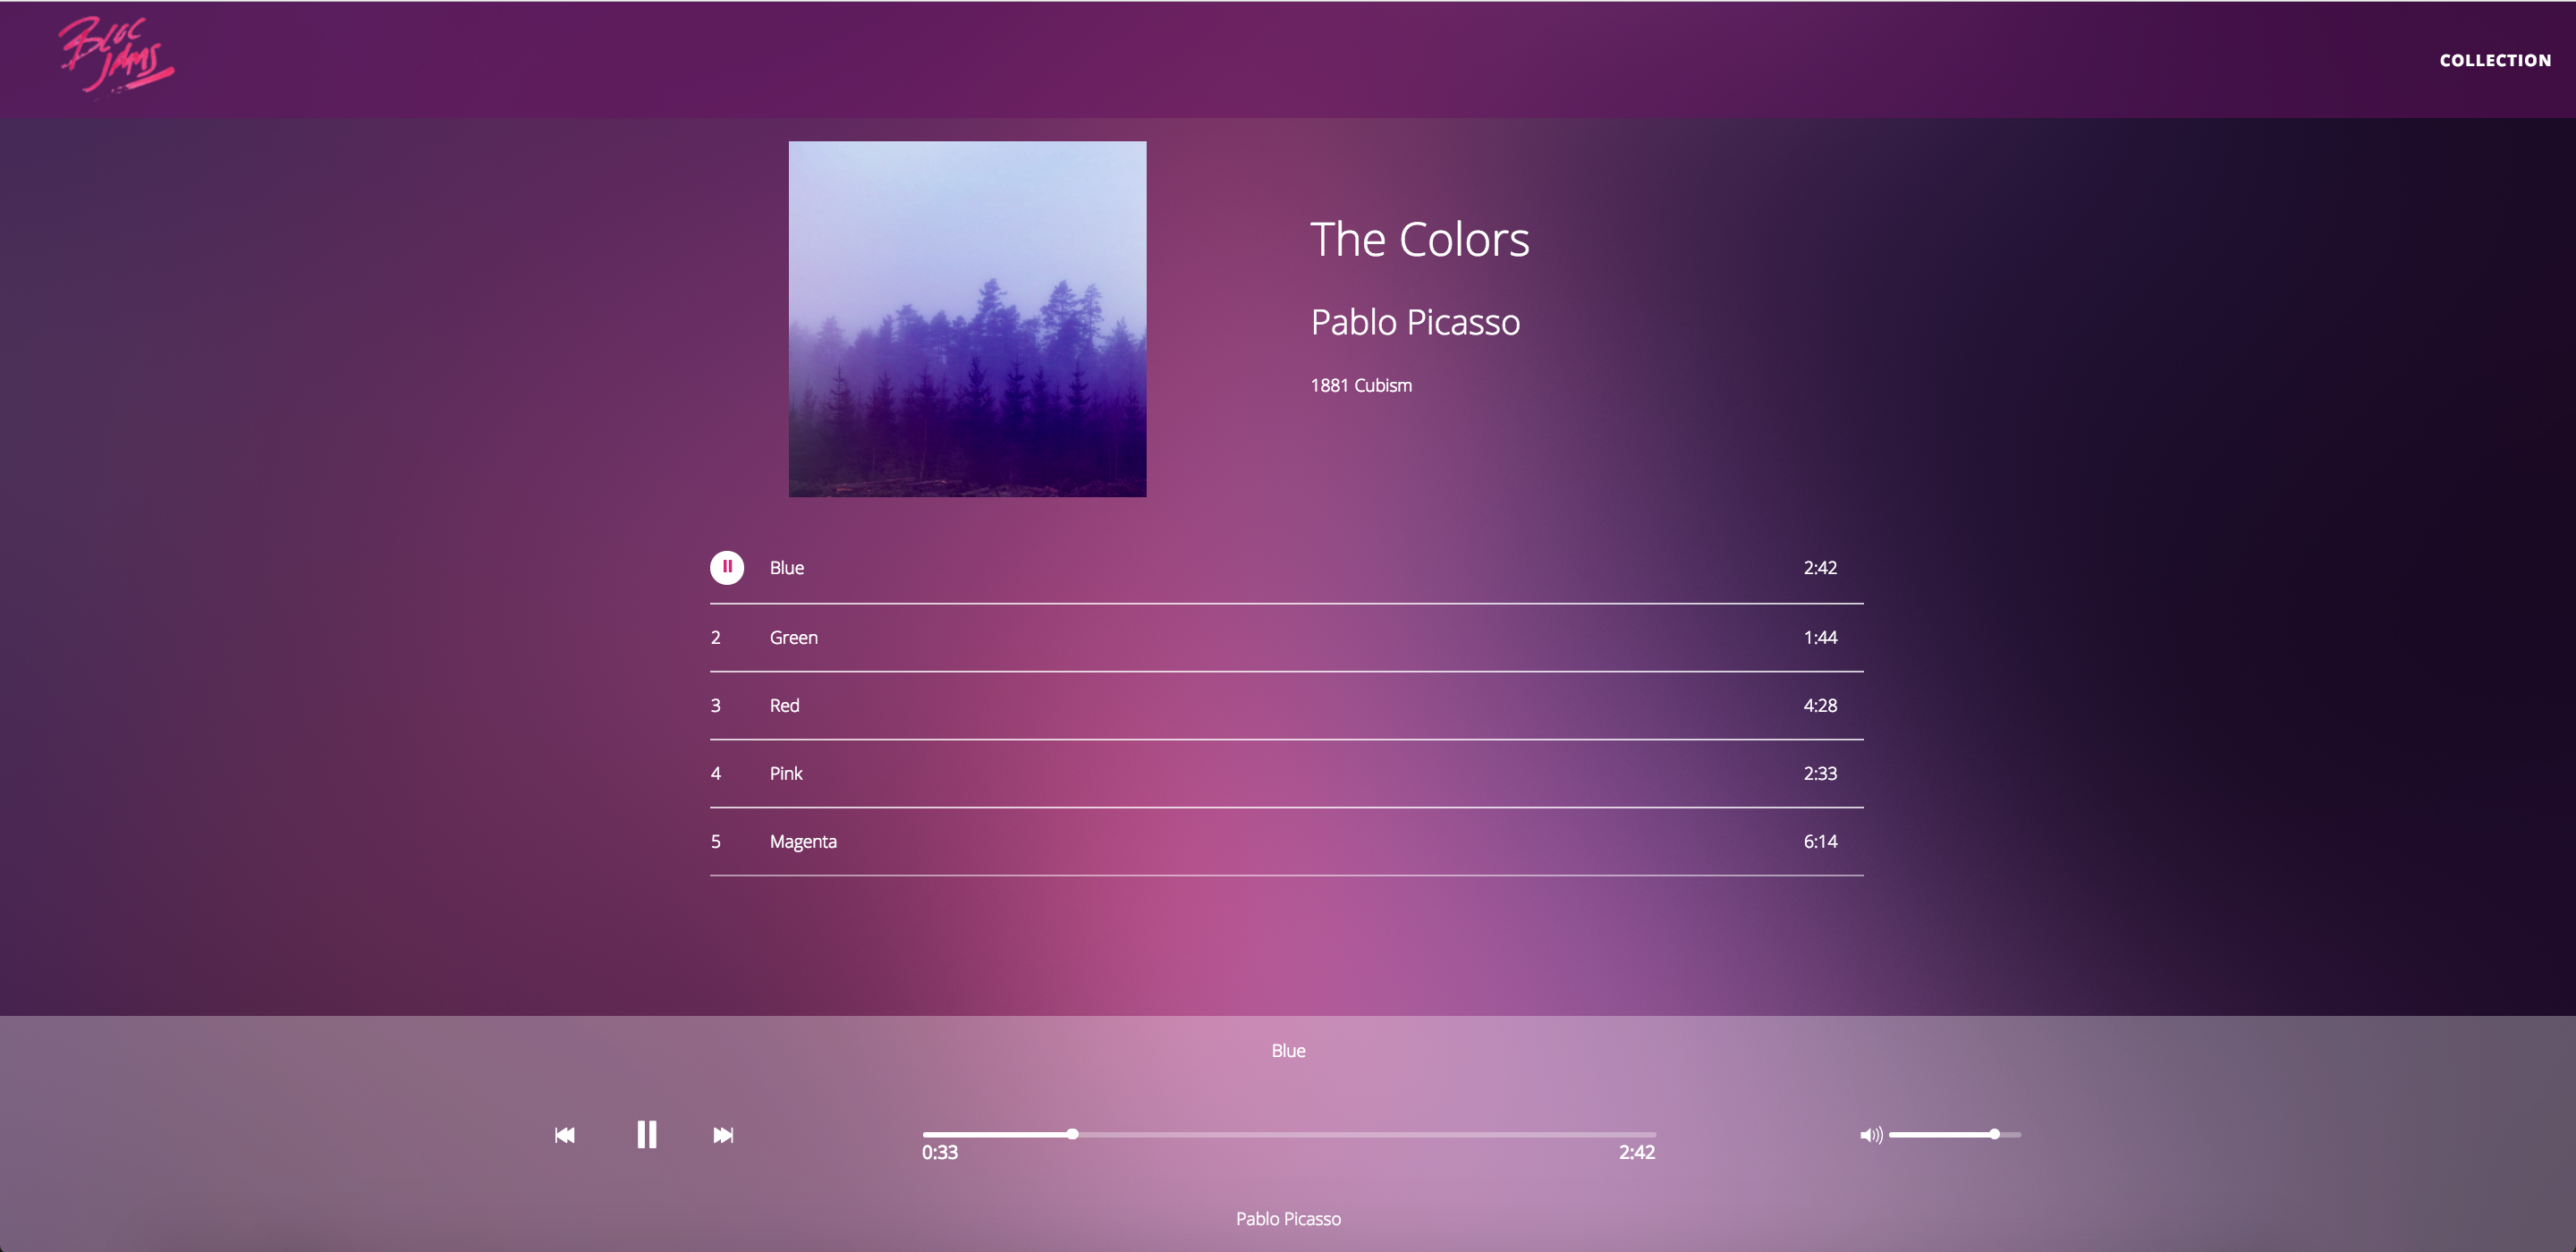 BLOC
JAMS
COLLECTION
The Colors
Pablo Picasso
1881 Cubism
Blue 2:42
2 Green 1:44
3 Red 4:28
4 Pink 2:33
5 Magenta 6:14
Blue
0:33 2:42
Pablo Picasso